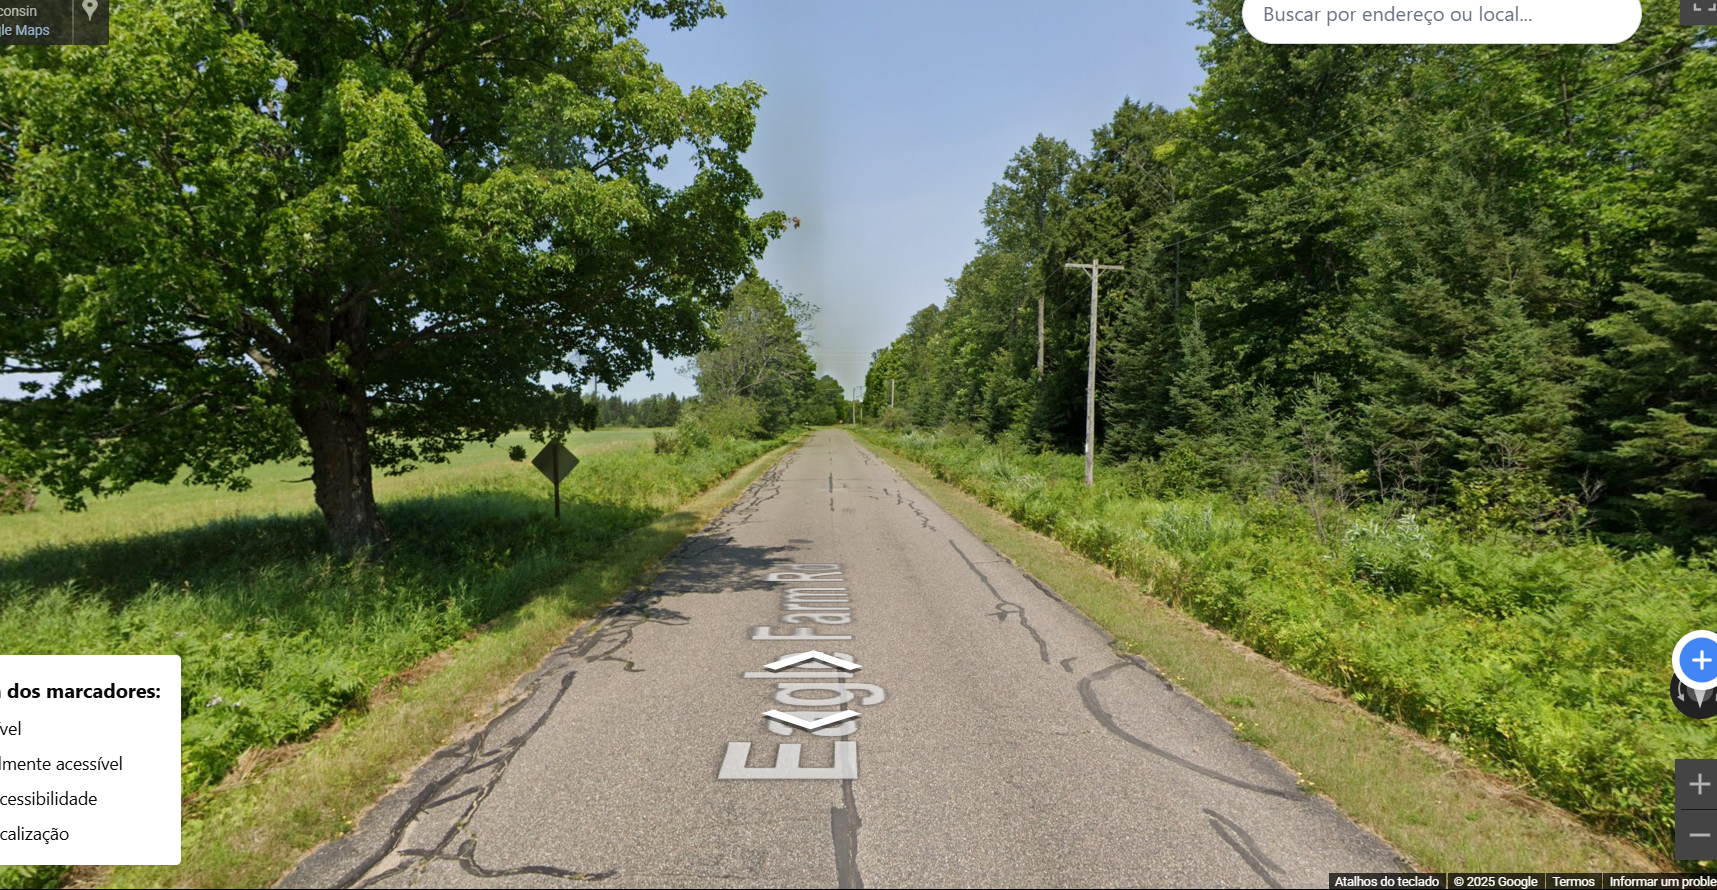 consin
gle Maps
Buscar por endereço ou local...
Eagle Farm Rd
dos marcadores:
vel
lmente acessível
cessibilidade
calização
Atalhos do teclado
© 2025 Google
Termos
Informar um proble